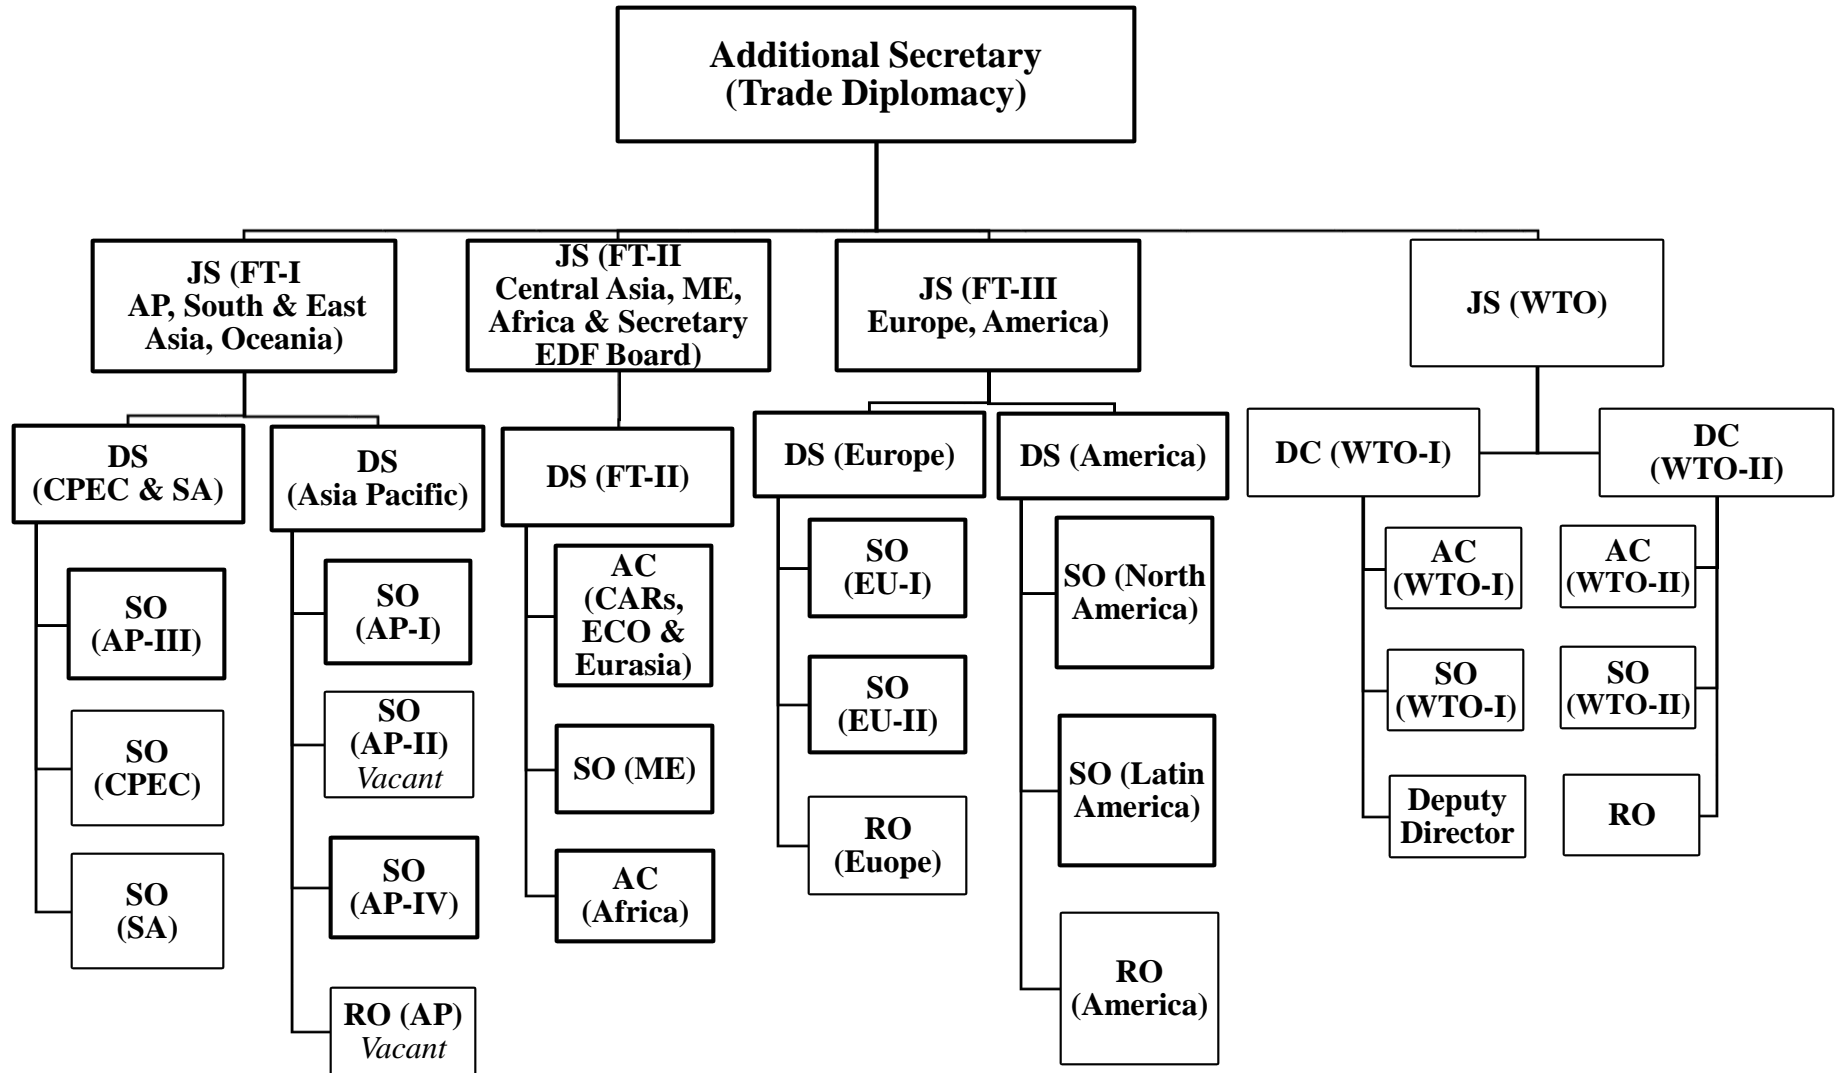 Additional Secretary
(Trade Diplomacy)
JS (FT-I
AP, South & East
Asia, Oceania)
JS (FT-II
Central Asia, ME,
Africa & Secretary
EDF Board)
JS (FT-III
Europe, America)
JS (WTO)
DS
(CPEC & SA)
DS
(Asia Pacific)
DS (FT-II)
DS (Europe)
DS (America)
DC (WTO-I)
DC
(WTO-II)
SO
(AP-III)
SO
(CPEC)
SO
(SA)
SO
(AP-I)
SO
(AP-II)
Vacant
SO
(AP-IV)
RO (AP)
Vacant
AC
(CARs,
ECO &
Eurasia)
SO (ME)
AC
(Africa)
SO
(EU-I)
SO
(EU-II)
RO
(Euope)
SO (North
America)
SO (Latin
America)
RO
(America)
AC
(WTO-I)
SO
(WTO-I)
Deputy
Director
AC
(WTO-II)
SO
(WTO-II)
RO